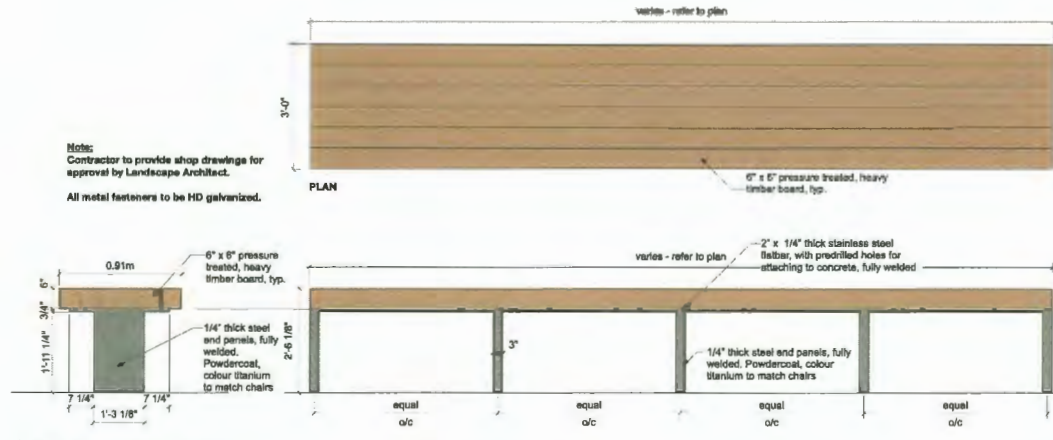 varies - refer to plan
3'-0"
Note:
Contractor to provide shop drawings for
approval by Landscape Architect.
All metal fasteners to be HD galvanized.
PLAN
6" x 6" pressure treated, heavy
timber board, typ.
0.91m
6" x 6" pressure
treated, heavy
timber board, typ.
6"
3/4"
1'-11 1/4"
1/4" thick steel
end panels, fully
welded.
Powdercoat,
colour titanium
to match chairs
7 1/4"
7 1/4"
1'-3 1/8"
2'-6 1/8"
varies - refer to plan
2" x 1/4" thick stainless steel
flatbar, with predrilled holes for
attaching to concrete, fully welded
3"
1/4" thick steel end panels, fully
welded. Powdercoat, colour
titanium to match chairs
equal
equal
equal
equal
o/c
o/c
o/c
o/c